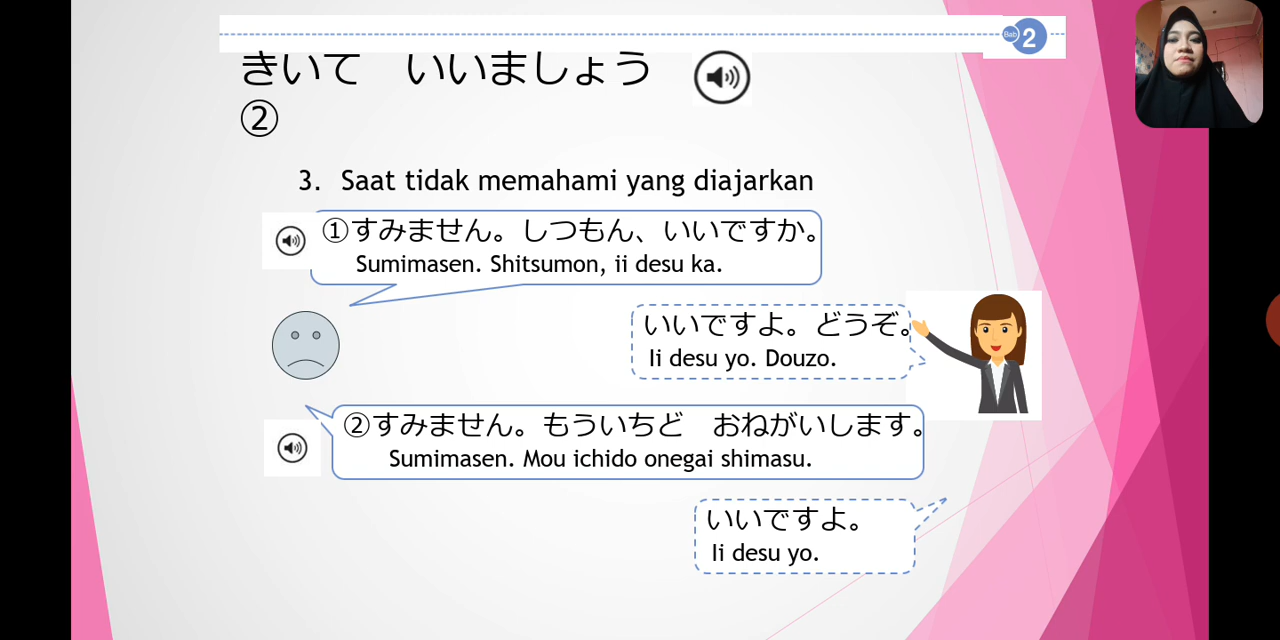 Bab 2
きいて　いいましょう
②
3. Saat tidak memahami yang diajarkan
①すみません。しつもん、いいですか。
Sumimasen. Shitsumon, ii desu ka.
いいですよ。どうぞ。
Ii desu yo. Douzo.
②すみません。もういちど　おねがいします。
Sumimasen. Mou ichido onegai shimasu.
いいですよ。
Ii desu yo.